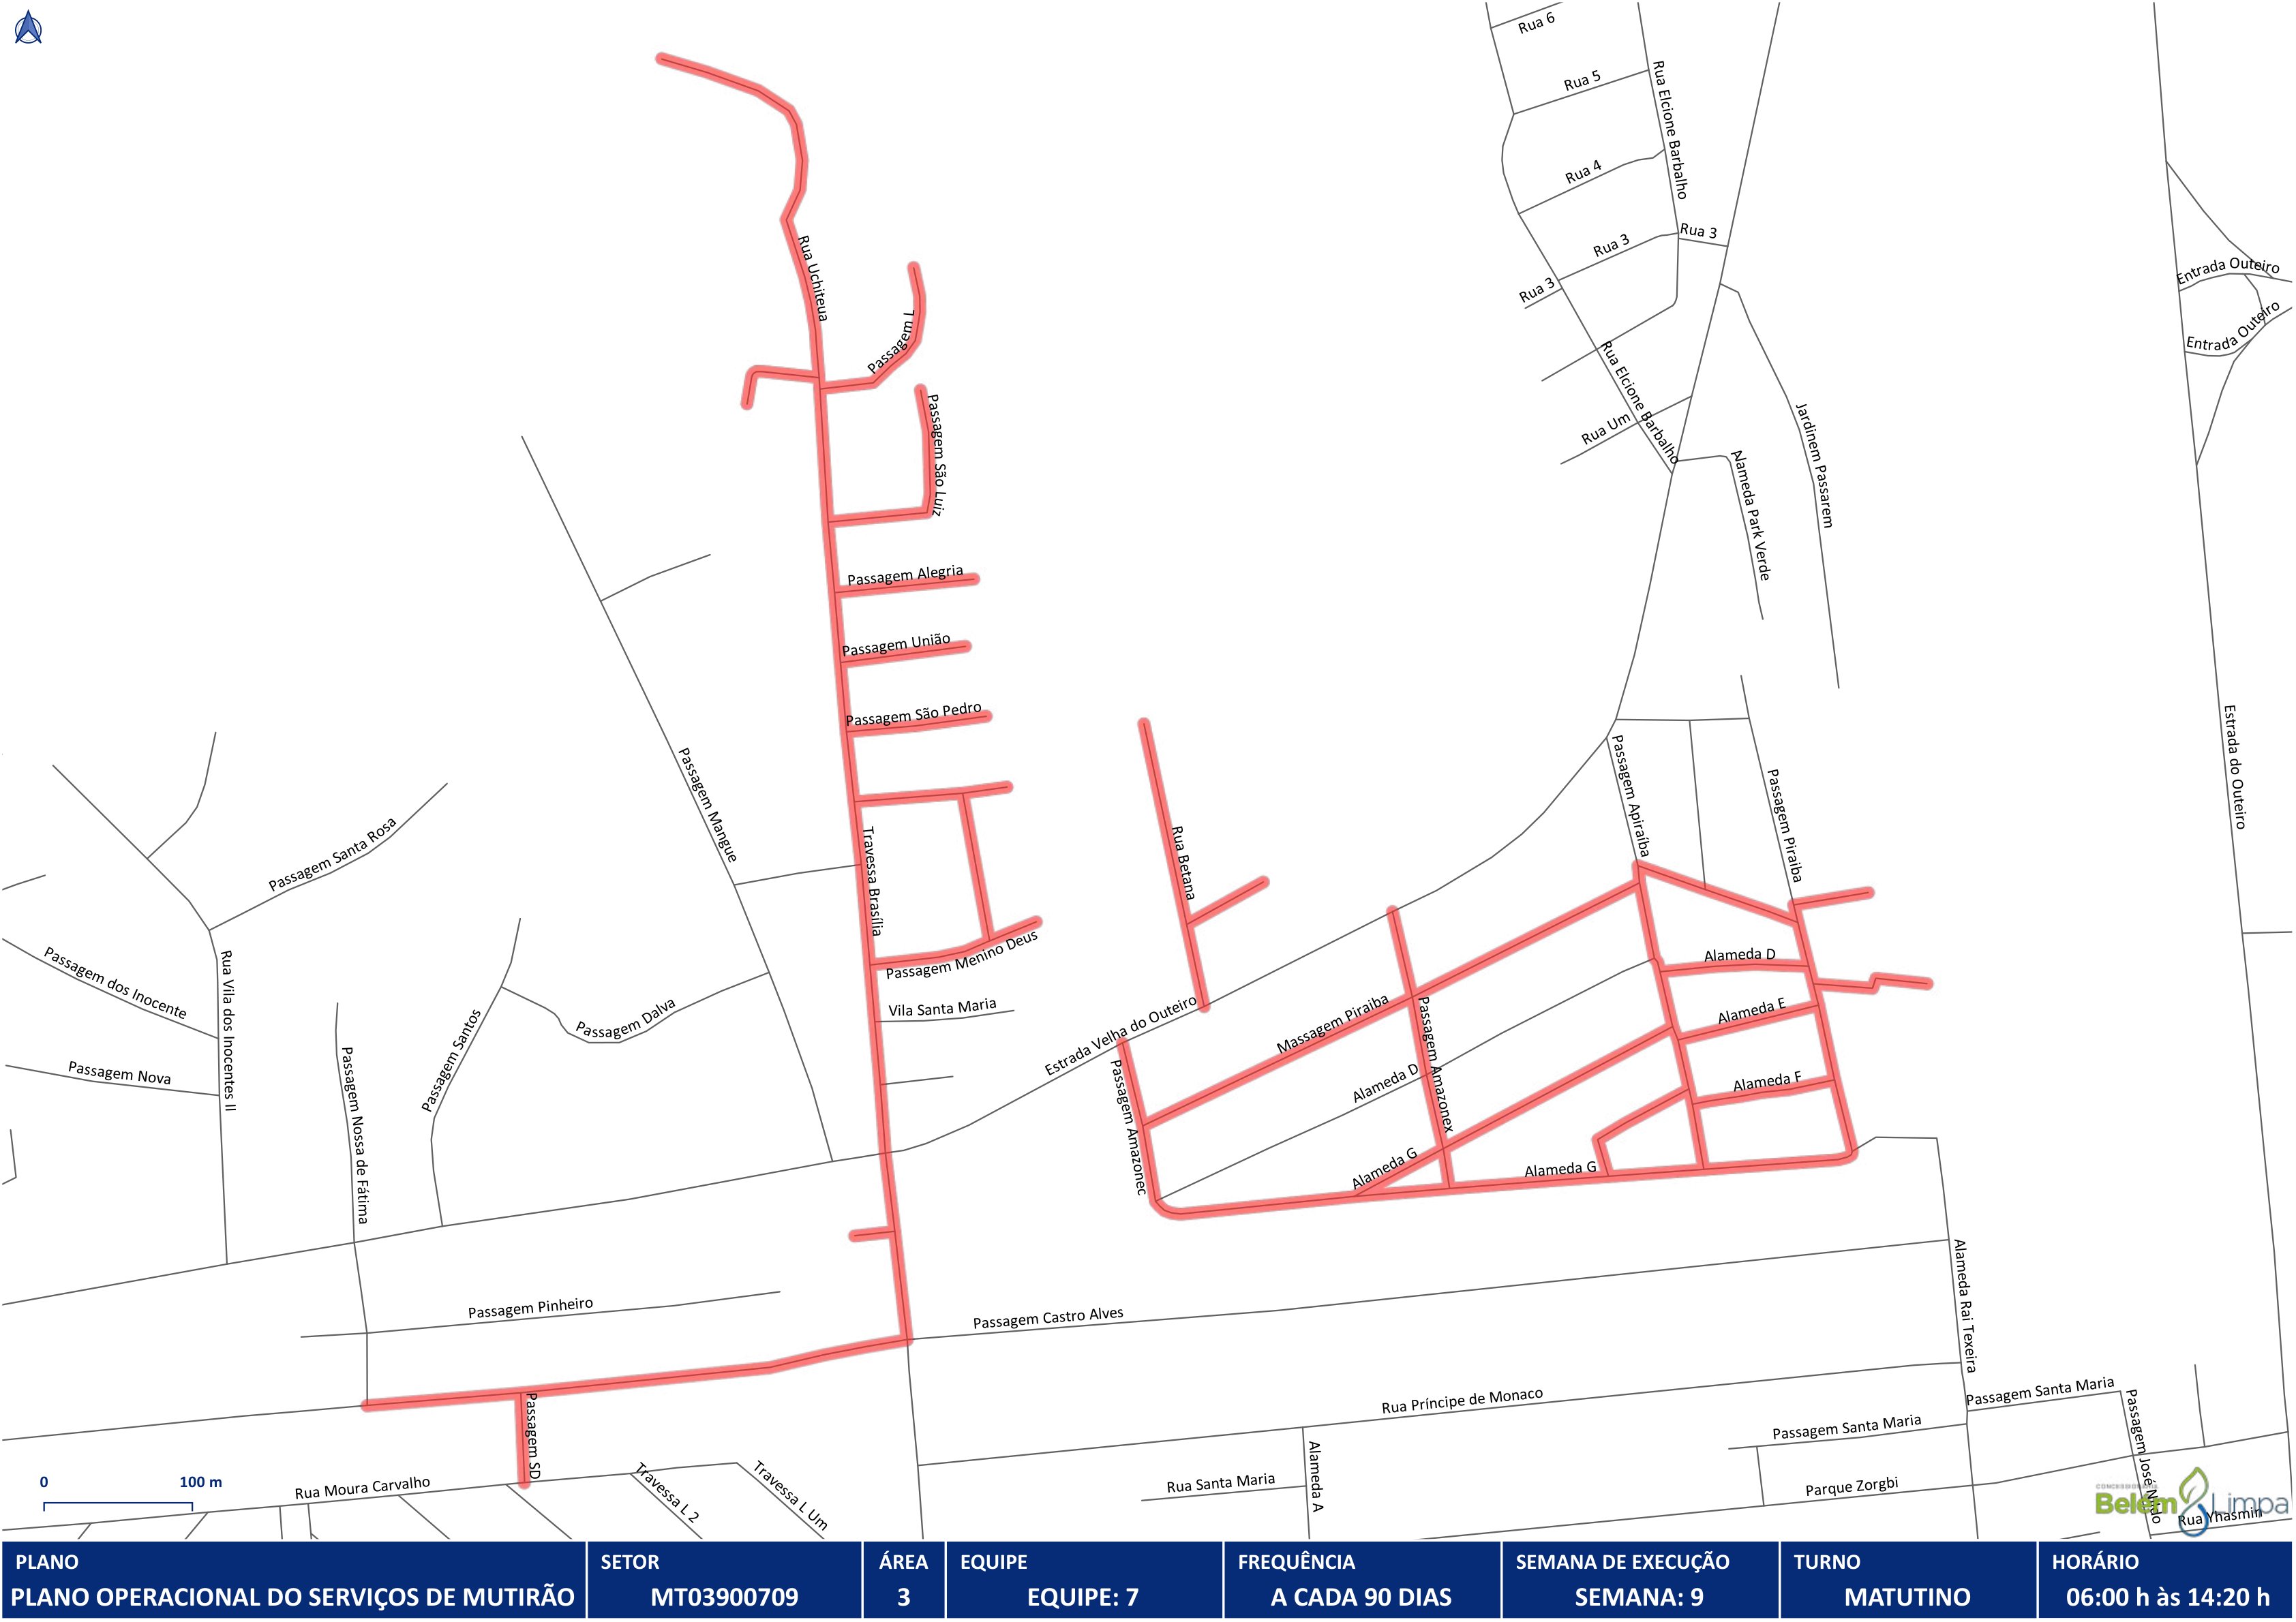 Rua 6
Rua 5
Rua Elcione Barbalho
Rua 4
Rua 3
Rua 3
Rua 3
Entrada Outeiro
Entrada Outeiro
Rua Uchiteua
Passagem 1
Passagem São Luiz
Rua Elcione Barbalho
Rua Um
Jardinem Passarem
Alameda Park Verde
Passagem Alegria
Passagem União
Passagem São Pedro
Passagem Mangue
Estrada do Outeiro
Passagem Apiraíba
Passagem Piraiba
Passagem Santa Rosa
Travessa Brasília
Rua Betana
Passagem Menino Deus
Alameda D
Passagem dos Inocente
Rua Vila dos Inocentes II
Passagem Santos
Passagem Dalva
Vila Santa Maria
Estrada Velha do Outeiro
Massagem Piraiba
Passagem Amazonex
Alameda E
Passagem Nova
Passagem Nossa de Fátima
Passagem Amazonec
Alameda D
Alameda F
Alameda G
Alameda G
Passagem Pinheiro
Passagem Castro Alves
Alameda Rai Texeira
Passagem SD
Rua Príncipe de Monaco
Passagem Santa Maria
Passagem Santa Maria
Passagem José Nildo
0 100 m
Rua Moura Carvalho
Travessa L 2
Travessa L Um
Rua Santa Maria
Alameda A
Parque Zorgbi
CONCESSIONÁRIA
Belém Limpa
Rua Yhasmin
PLANO
PLANO OPERACIONAL DO SERVIÇOS DE MUTIRÃO
SETOR
MT03900709
ÁREA
3
EQUIPE
EQUIPE: 7
FREQUÊNCIA
A CADA 90 DIAS
SEMANA DE EXECUÇÃO
SEMANA: 9
TURNO
MATUTINO
HORÁRIO
06:00 h às 14:20 h